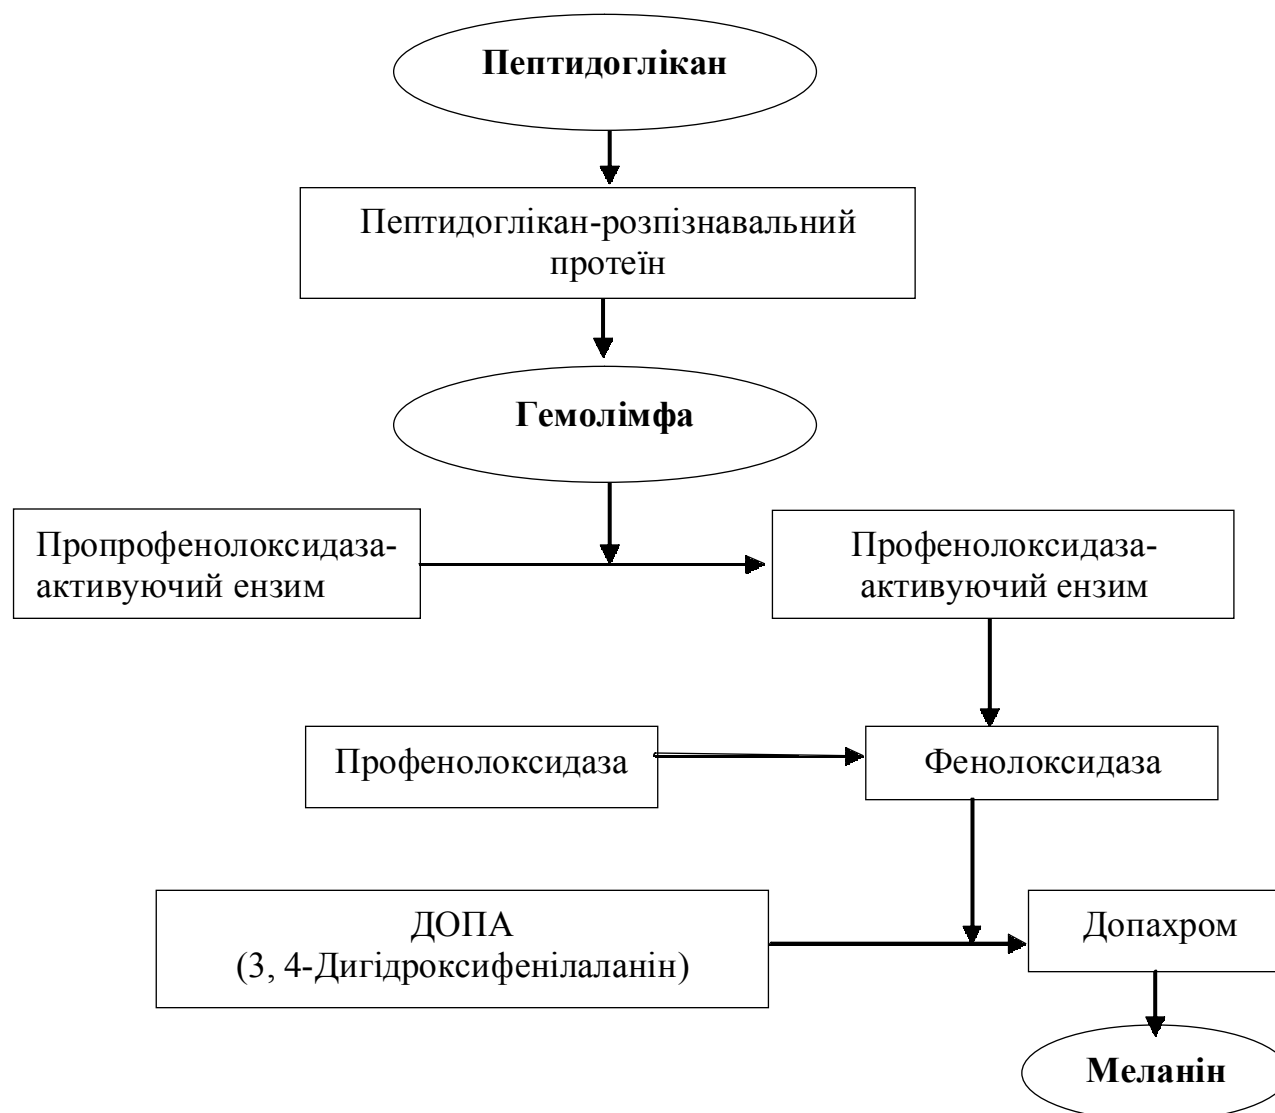 Пептидоглікан
Пептидоглікан-розпізнавальний
протеїн
Гемолімфа
Пропрофенолоксидаза-
активуючий ензим
Профенолоксидаза-
активуючий ензим
Профенолоксидаза
Фенолоксидаза
ДОПА
(3, 4-Дигідроксифенілаланін)
Допахром
Меланін